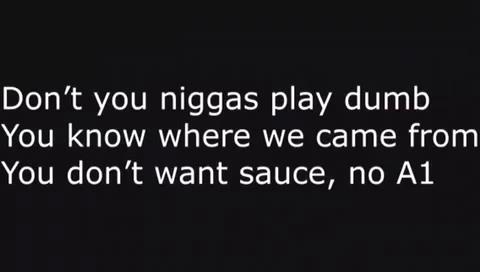 Don't you niggas play dumb
You know where we came from
You don't want sauce, no A1